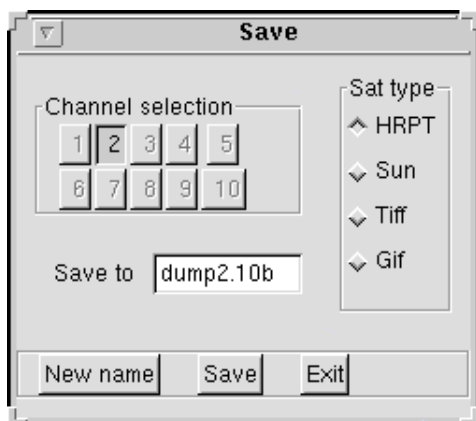 Save
Channel selection
1 2 3 4 5
6 7 8 9 10
Sat type
HRPT
Sun
Tiff
Gif
Save to dump2.10b
New name Save Exit